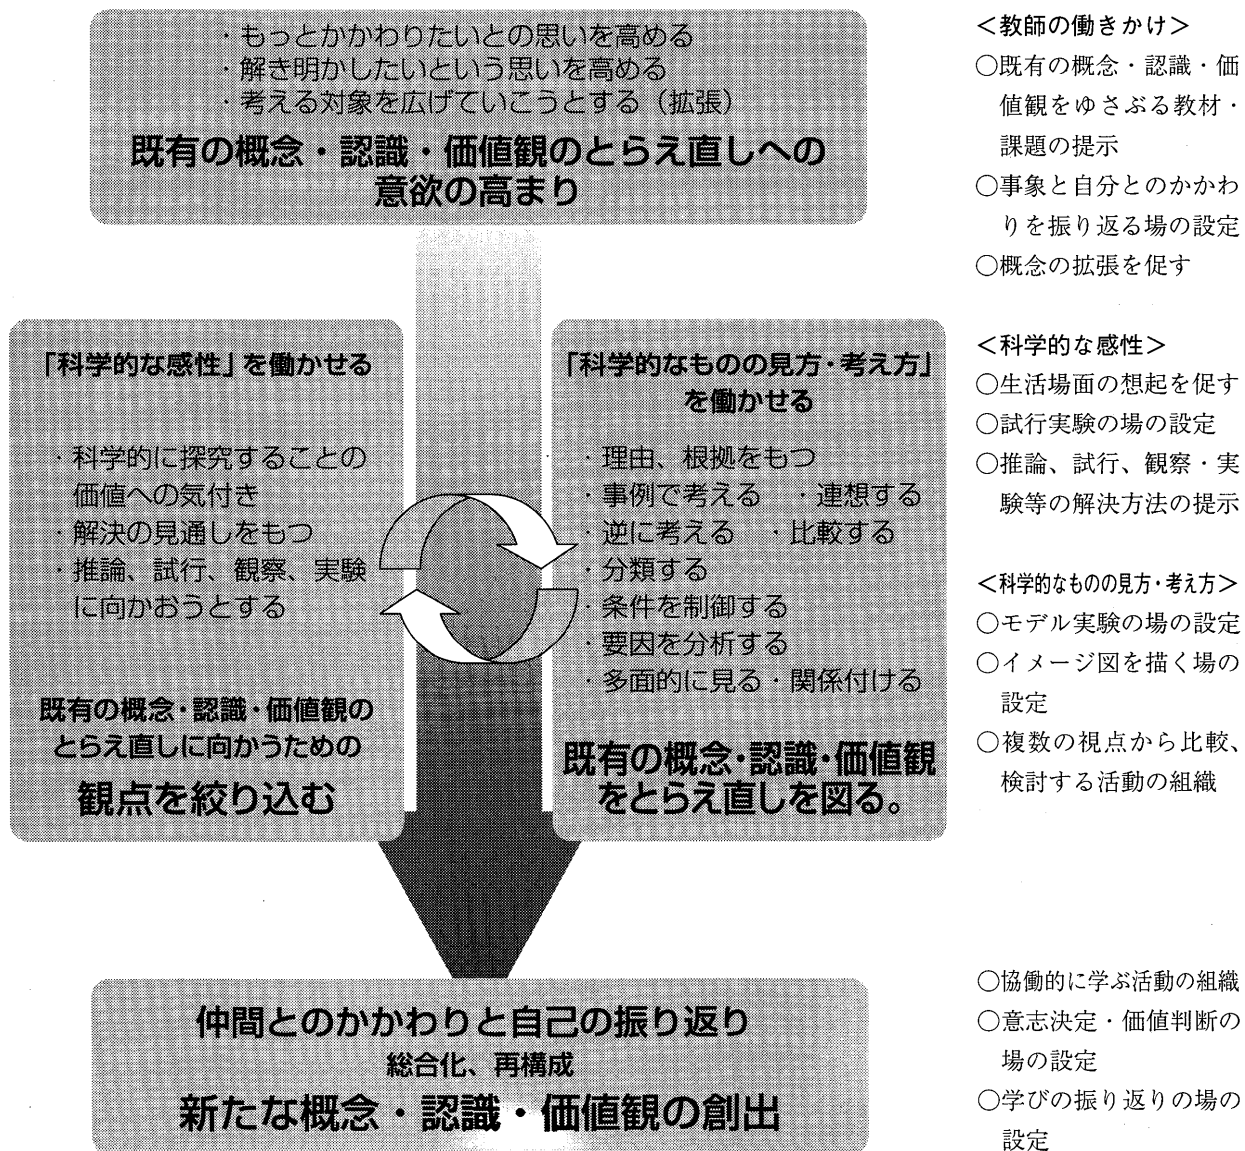 ・もっとかかわりたいとの思いを高める
・解き明かしたいという思いを高める
・考える対象を広げていこうとする（拡張）
既有の概念・認識・価値観のとらえ直しへの
意欲の高まり
「科学的な感性」を働かせる
・科学的に探究することの
価値への気付き
・解決の見通しをもつ
・推論、試行、観察、実験
に向かおうとする
既有の概念・認識・価値観の
とらえ直しに向かうための
観点を絞り込む
「科学的なものの見方・考え方」
を働かせる
・理由、根拠をもつ
・事例で考える ・連想する
・逆に考える ・比較する
・分類する
・条件を制御する
・要因を分析する
・多面的に見る・関係付ける
既有の概念・認識・価値観
をとらえ直しを図る。
仲間とのかかわりと自己の振り返り
総合化、再構成
新たな概念・認識・価値観の創出
＜教師の働きかけ＞
○既有の概念・認識・価
値観をゆさぶる教材・
課題の提示
○事象と自分とのかかわ
りを振り返る場の設定
○概念の拡張を促す
＜科学的な感性＞
○生活場面の想起を促す
○試行実験の場の設定
○推論、試行、観察・実
験等の解決方法の提示
＜科学的なものの見方・考え方＞
○モデル実験の場の設定
○イメージ図を描く場の
設定
○複数の視点から比較、
検討する活動の組織
○協働的に学ぶ活動の組織
○意志決定・価値判断の
場の設定
○学びの振り返りの場の
設定